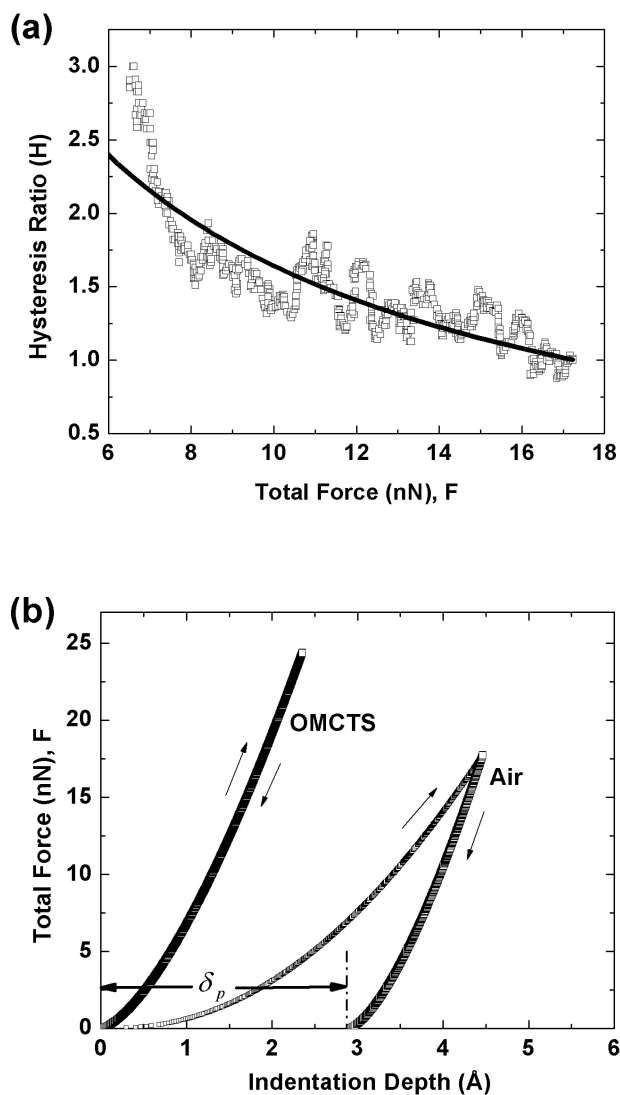 (a)
3.0
2.5
2.0
1.5
1.0
0.5
Hysteresis Ratio (H)
6 8 10 12 14 16 18
Total Force (nN), F
(b)
25
20
15
10
5
0
Total Force (nN), F
OMCTS
Air
δp
0 1 2 3 4 5 6
Indentation Depth (Å)